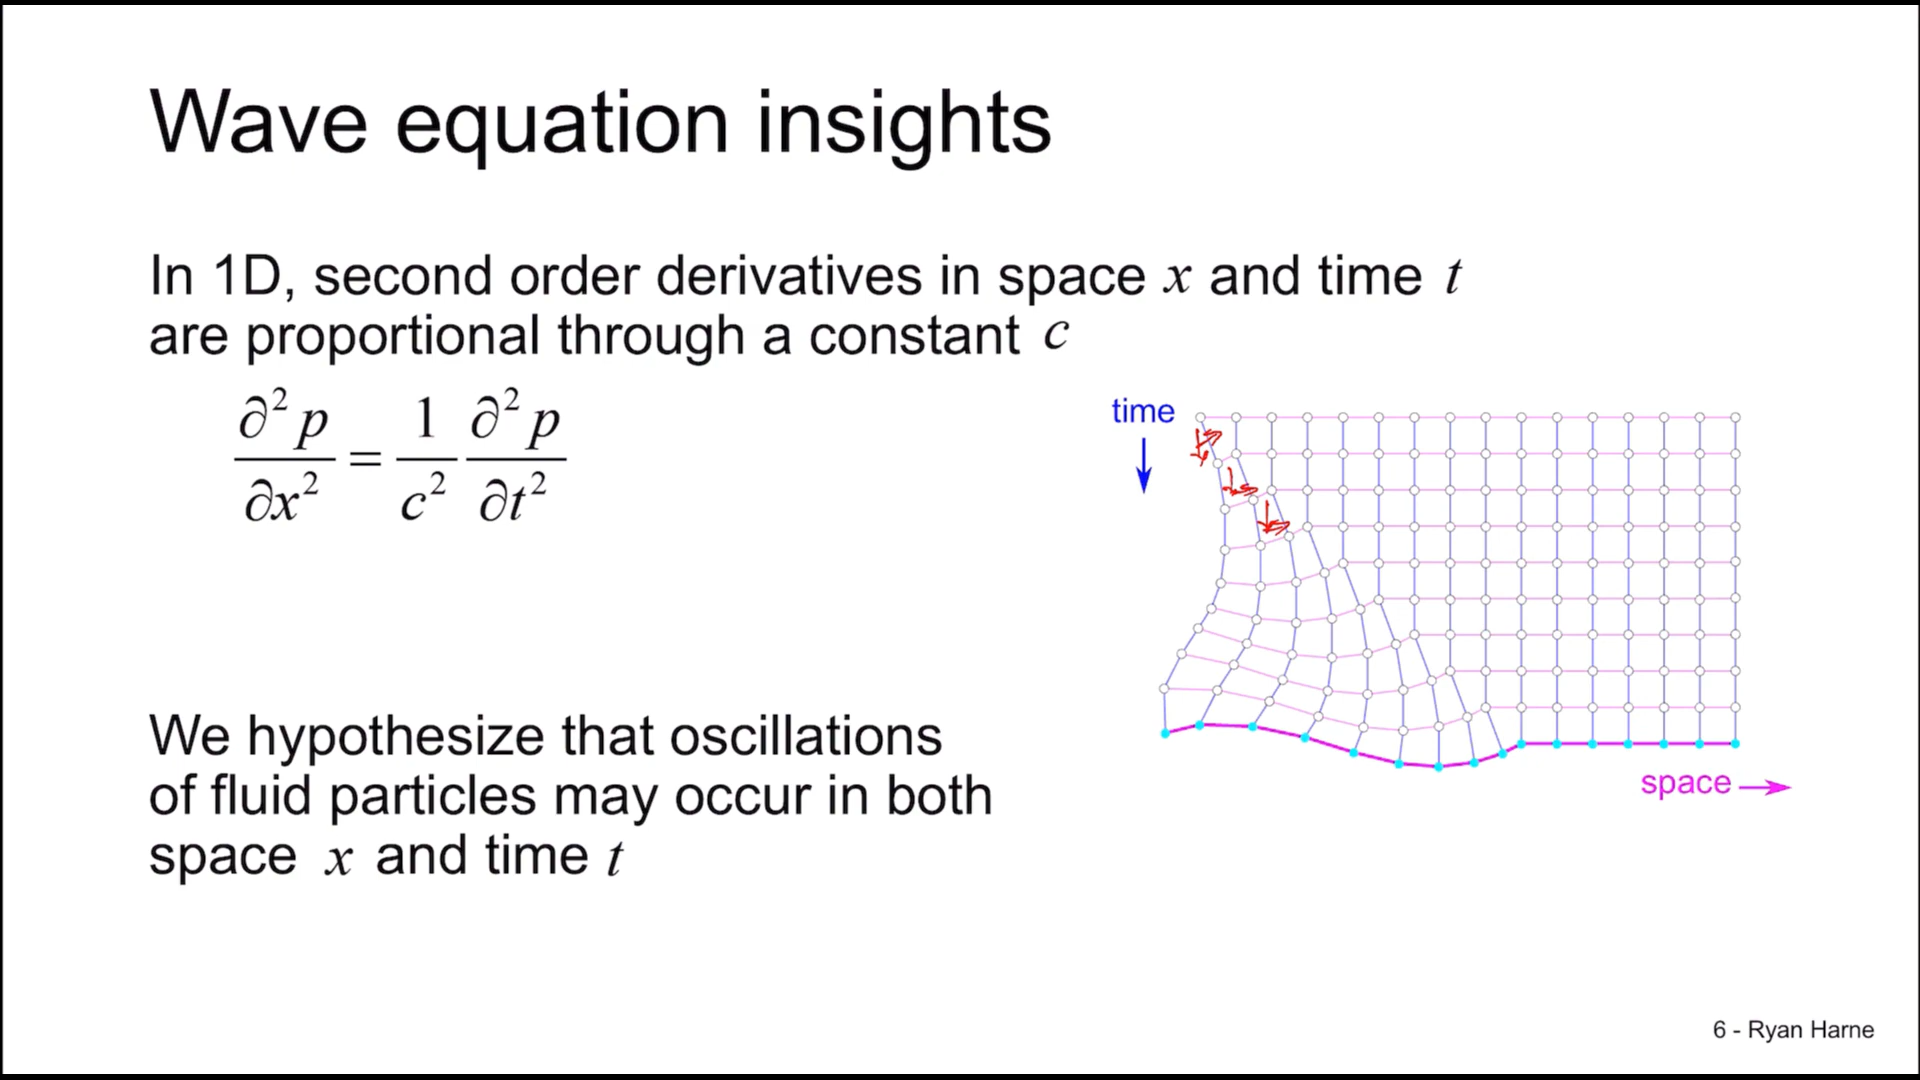 Wave equation insights
In 1D, second order derivatives in space x and time t
are proportional through a constant c
∂²p/∂x² = 1/c² ∂²p/∂t²
time
We hypothesize that oscillations
of fluid particles may occur in both
space x and time t
space
6 - Ryan Harne